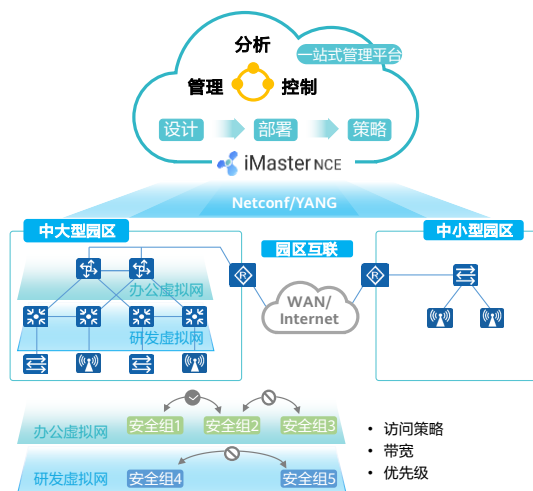 分析
一站式管理平台
管理
控制
设计
部署
策略
iMaster NCE
Netconf/YANG
中大型园区
中小型园区
园区互联
R
R
办公虚拟网
WAN/
Internet
研发虚拟网
安全组1
安全组2
安全组3
办公虚拟网
安全组4
安全组5
研发虚拟网
• 访问策略
• 带宽
• 优先级